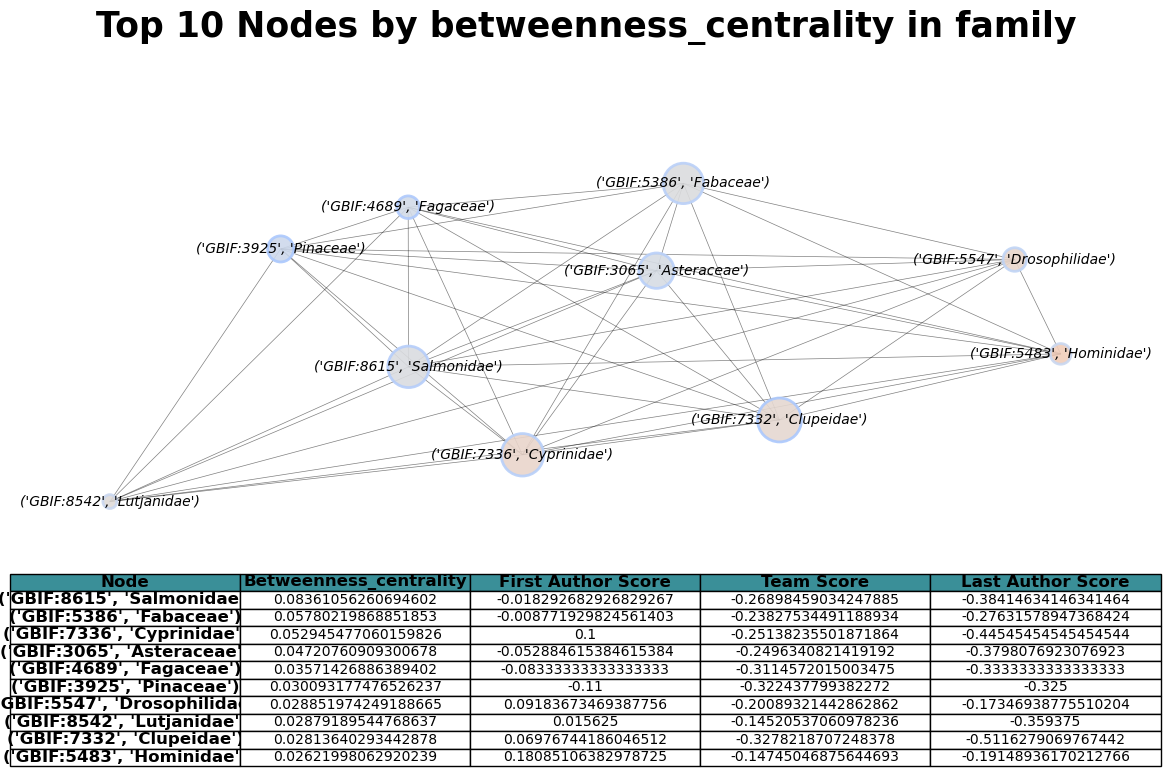 Top 10 Nodes by betweenness_centrality in family
('GBIF:5386', 'Fabaceae')
('GBIF:4689', 'Fagaceae')
('GBIF:3925', 'Pinaceae')
('GBIF:3065', 'Asteraceae')
('GBIF:5547', 'Drosophilidae')
('GBIF:5483', 'Hominidae')
('GBIF:8615', 'Salmonidae')
('GBIF:7332', 'Clupeidae')
('GBIF:7336', 'Cyprinidae')
('GBIF:8542', 'Lutjanidae')
Node Betweenness_centrality First Author Score Team Score Last Author Score
('GBIF:8615', 'Salmonidae 0.08361056260694602 -0.018292682926829267 -0.26898459034247885 -0.38414634146341464
('GBIF:5386', 'Fabaceae') 0.05780219868851853 -0.008771929824561403 -0.23827534491188934 -0.27631578947368424
('GBIF:7336', 'Cyprinidae' 0.052945477060159826 0.1 -0.25138235501871864 -0.44545454545454544
('GBIF:3065', 'Asteraceae' 0.04720760909300678 -0.052884615384615384 -0.2496340821419192 -0.3798076923076923
('GBIF:4689', 'Fagaceae') 0.03571426886389402 -0.08333333333333333 -0.3114572015003475 -0.3333333333333333
('GBIF:3925', 'Pinaceae') 0.030093177476526237 -0.11 -0.322437799382272 -0.325
GBIF:5547', 'Drosophilida 0.028851974249188665 0.09183673469387756 -0.20089321442862862 -0.17346938775510204
('GBIF:8542', 'Lutjanidae' 0.02879189544768637 0.015625 -0.14520537060978236 -0.359375
('GBIF:7332', 'Clupeidae') 0.02813640293442878 0.06976744186046512 -0.3278218707248378 -0.5116279069767442
('GBIF:5483', 'Hominidae' 0.02621998062920239 0.18085106382978725 -0.14745046875644693 -0.19148936170212766